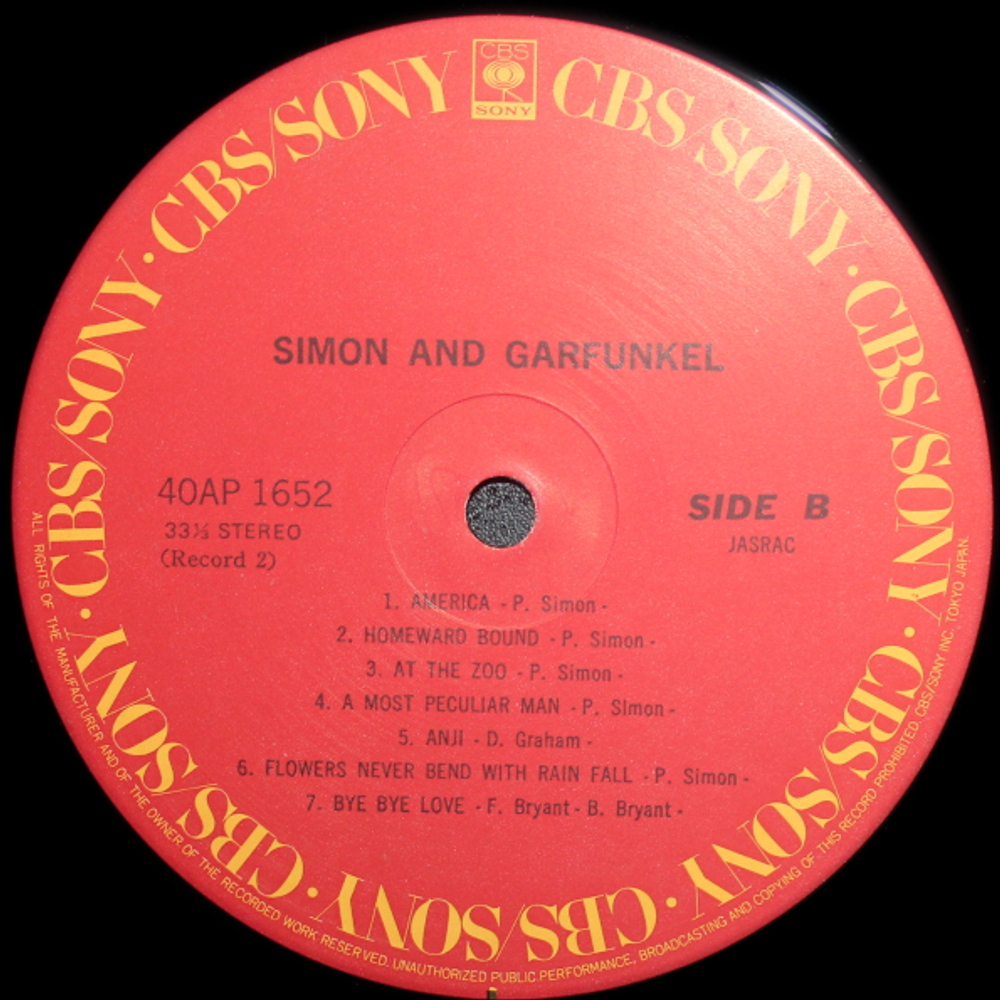 CBS
SONY
CBS/SONY · CBS/SONY · CBS/SONY · CBS/SONY · CBS/SONY · CBS/SONY · CBS/SONY
SIMON AND GARFUNKEL
40AP 1652
33⅓ STEREO
(Record 2)
SIDE B
JASRAC
1. AMERICA - P. Simon -
2. HOMEWARD BOUND - P. Simon -
3. AT THE ZOO - P. Simon -
4. A MOST PECULIAR MAN - P. Simon -
5. ANJI - D. Graham -
6. FLOWERS NEVER BEND WITH RAIN FALL - P. Simon -
7. BYE BYE LOVE - F. Bryant - B. Bryant -
ALL RIGHTS OF THE MANUFACTURER AND OF THE OWNER OF THE RECORDED WORK RESERVED. UNAUTHORIZED PUBLIC PERFORMANCE, BROADCASTING AND COPYING OF THIS RECORD PROHIBITED. CBS/SONY INC. TOKYO JAPAN.